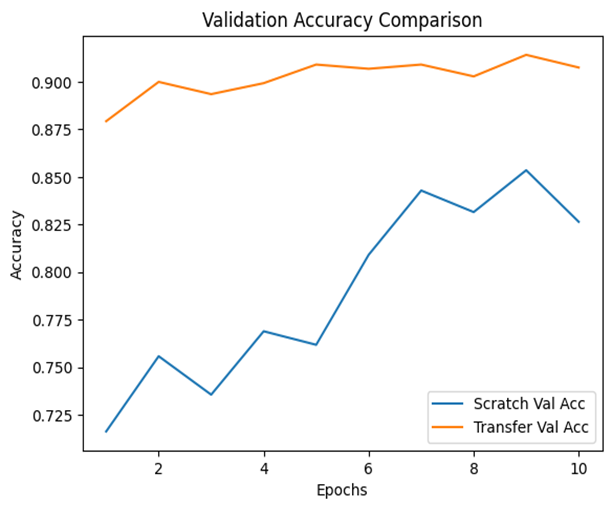 Validation Accuracy Comparison
0.900
0.875
0.850
0.825
0.800
0.775
0.750
0.725
Accuracy
Scratch Val Acc
Transfer Val Acc
2 4 6 8 10
Epochs